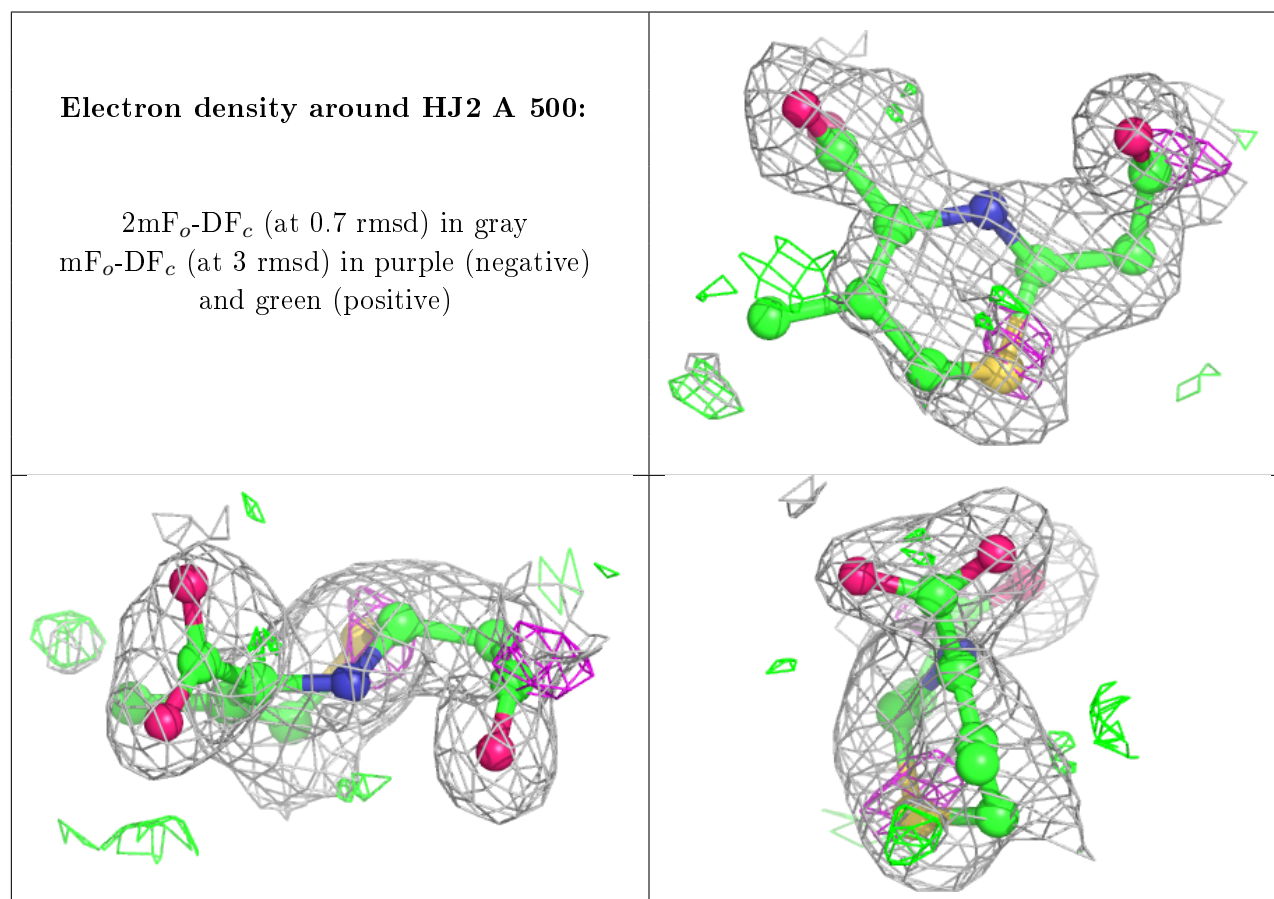 Electron density around HJ2 A 500:
2mFo-DFc (at 0.7 rmsd) in gray
mFo-DFc (at 3 rmsd) in purple (negative)
and green (positive)